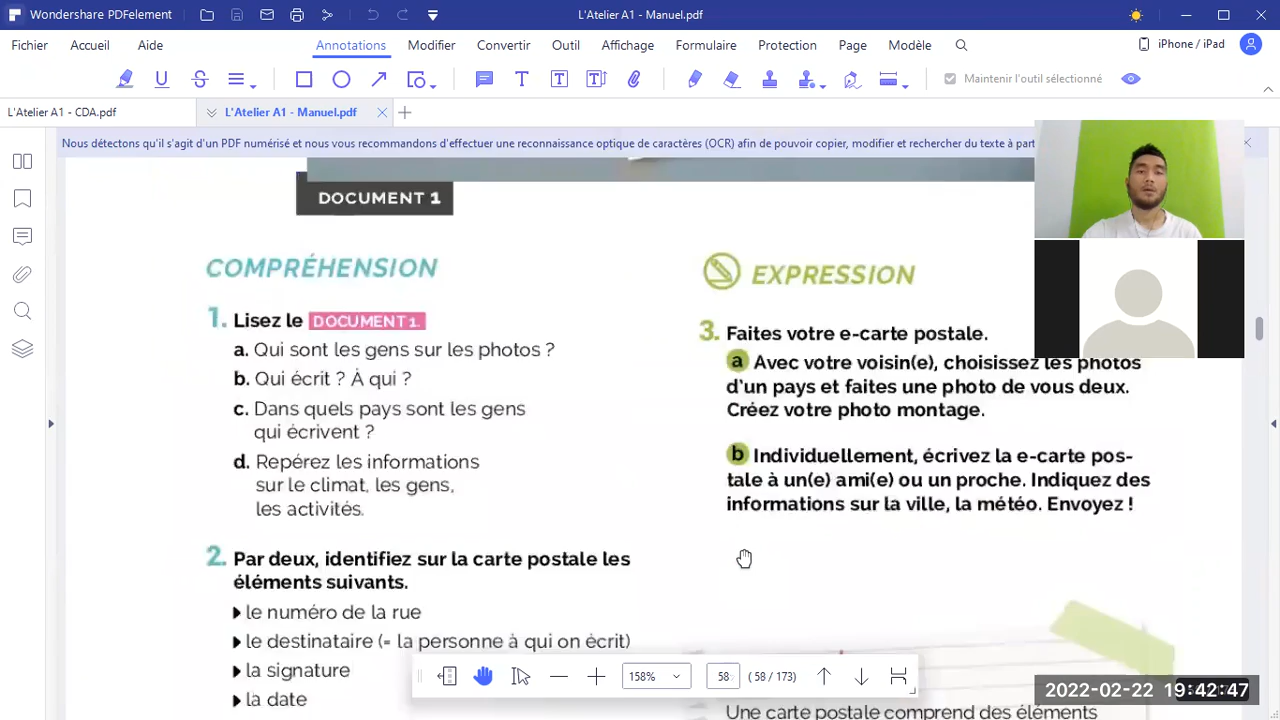 Wondershare PDFelement
L'Atelier A1 - Manuel.pdf
Fichier Accueil Aide Annotations Modifier Convertir Outil Affichage Formulaire Protection Page Modèle iPhone / iPad
Maintenir l'outil sélectionné
L'Atelier A1 - CDA.pdf
L'Atelier A1 - Manuel.pdf
Nous détectons qu'il s'agit d'un PDF numérisé et nous vous recommandons d'effectuer une reconnaissance optique de caractères (OCR) afin de pouvoir copier, modifier et rechercher du texte à part
DOCUMENT 1
COMPRÉHENSION
1. Lisez le DOCUMENT 1.
a. Qui sont les gens sur les photos ?
b. Qui écrit ? À qui ?
c. Dans quels pays sont les gens
qui écrivent ?
d. Repérez les informations
sur le climat, les gens,
les activités.
2. Par deux, identifiez sur la carte postale les
éléments suivants.
le numéro de la rue
le destinataire (= la personne à qui on écrit)
la signature
la date
EXPRESSION
3. Faites votre e-carte postale.
a Avec votre voisin(e), choisissez les photos
d'un pays et faites une photo de vous deux.
Créez votre photo montage.
b Individuellement, écrivez la e-carte pos-
tale à un(e) ami(e) ou un proche. Indiquez des
informations sur la ville, la météo. Envoyez !
Une carte postale comprend des éléments
158% 58 (58 / 173)
2022-02-22 19:42:47